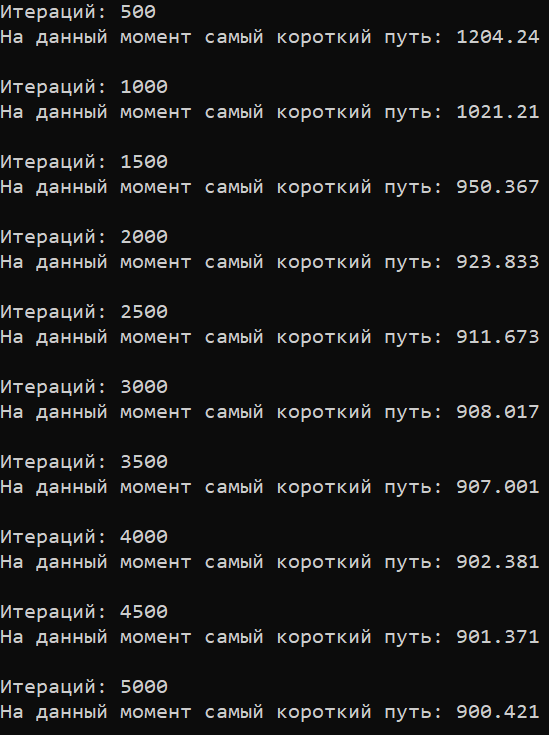 Итераций: 500
На данный момент самый короткий путь: 1204.24
Итераций: 1000
На данный момент самый короткий путь: 1021.21
Итераций: 1500
На данный момент самый короткий путь: 950.367
Итераций: 2000
На данный момент самый короткий путь: 923.833
Итераций: 2500
На данный момент самый короткий путь: 911.673
Итераций: 3000
На данный момент самый короткий путь: 908.017
Итераций: 3500
На данный момент самый короткий путь: 907.001
Итераций: 4000
На данный момент самый короткий путь: 902.381
Итераций: 4500
На данный момент самый короткий путь: 901.371
Итераций: 5000
На данный момент самый короткий путь: 900.421